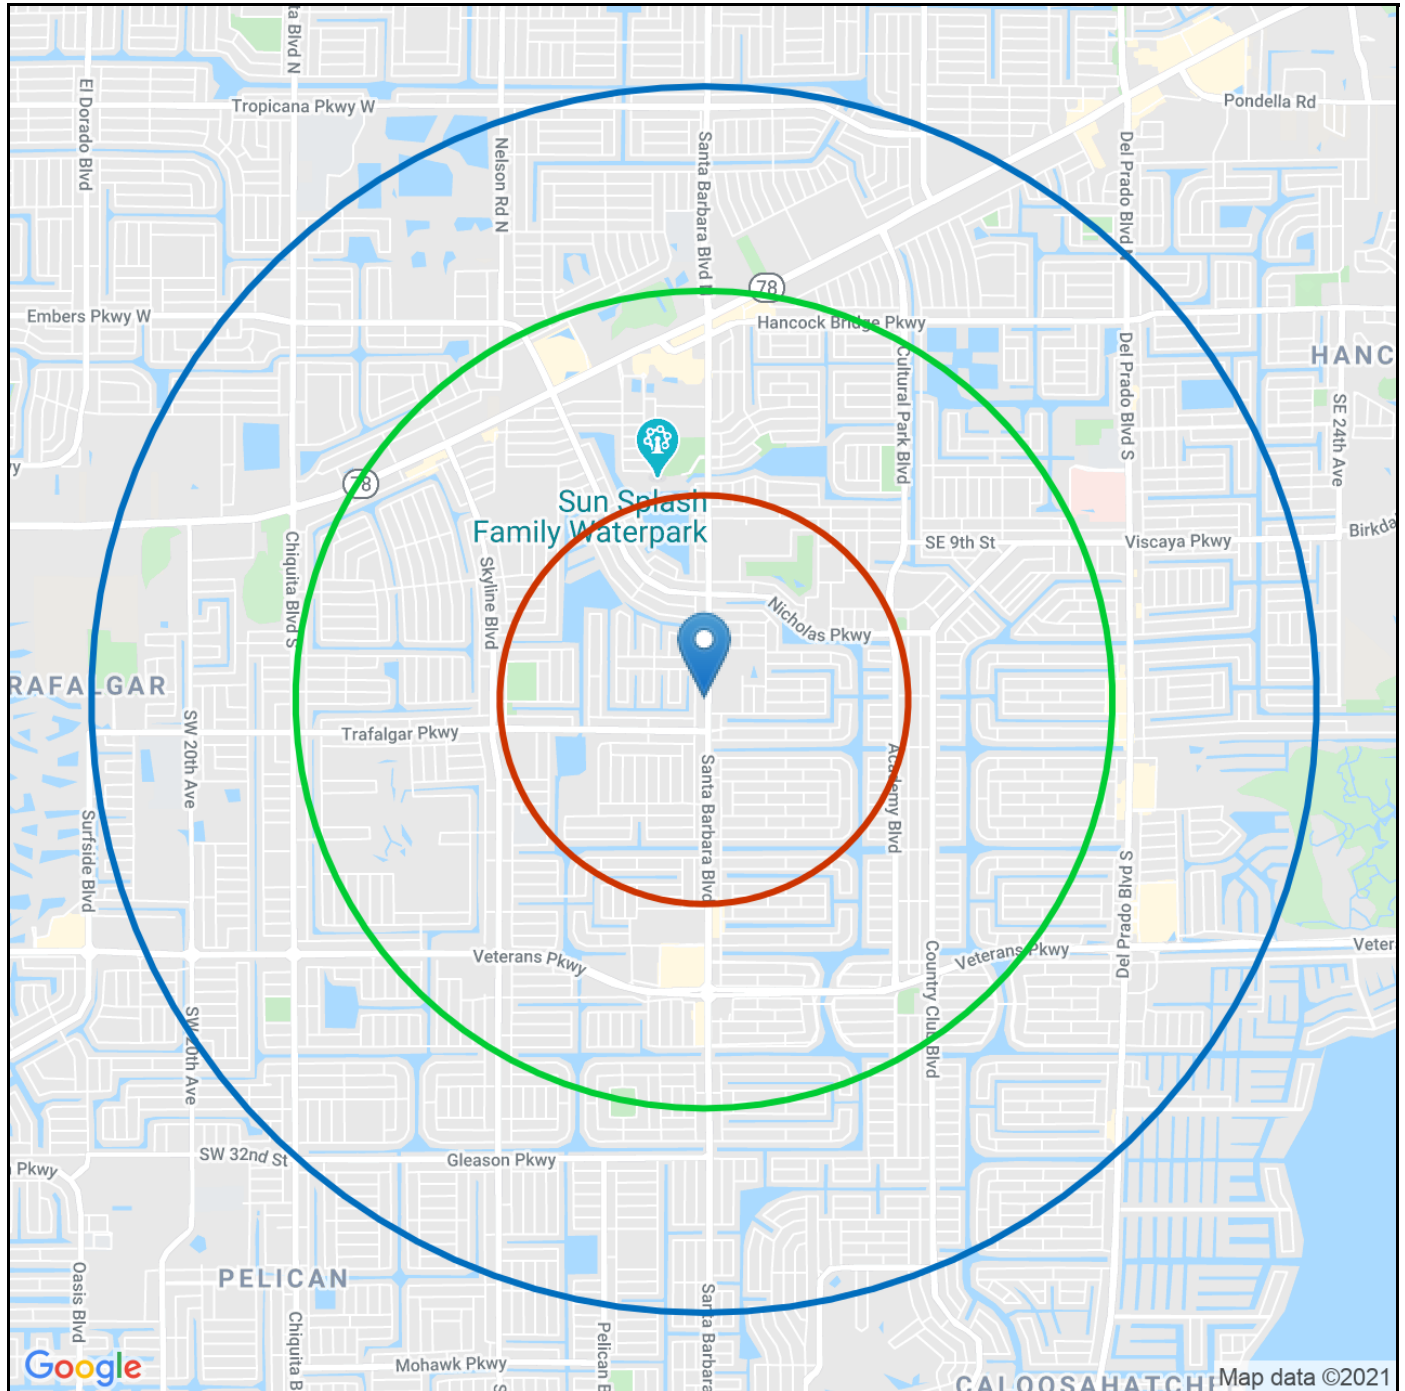 ta Blvd N
El Dorado Blvd
Tropicana Pkwy W
Nelson Rd N
Santa Barbara Blvd N
Del Prado Blvd N
Pondella Rd
78
Embers Pkwy W
Hancock Bridge Pkwy
HANC
Cultural Park Blvd
Del Prado Blvd S
SE 24th Ave
wy
78
Sun Splash
Family Waterpark
Chiquita Blvd S
Skyline Blvd
SE 9th St
Viscaya Pkwy
Birkda
Nicholas Pkwy
RAFALGAR
SW 20th Ave
Trafalgar Pkwy
Santa Barbara Blvd
Academy Blvd
Surfside Blvd
Del Prado Blvd S
Veterans Pkwy
Country Club Blvd
Veterans Pkwy
Veter
SW 20th Ave
SW 32nd St
Gleason Pkwy
Pkwy
PELICAN
Oasis Blvd
Chiquita B
Mohawk Pkwy
S
Pelican B
Santa Barbara
CALOOSAHATCHE
Google
Map data ©2021